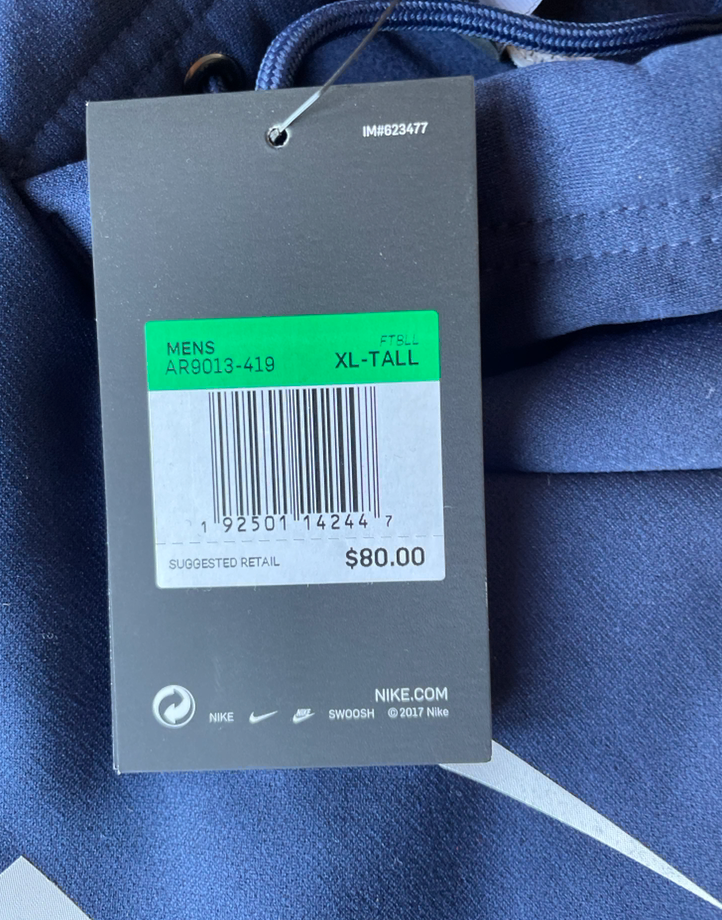 IM#623477
FTBLL
MENS
AR9013-419 XL-TALL
1 92501 14244 7
SUGGESTED RETAIL $80.00
NIKE.COM
NIKE SWOOSH © 2017 Nike